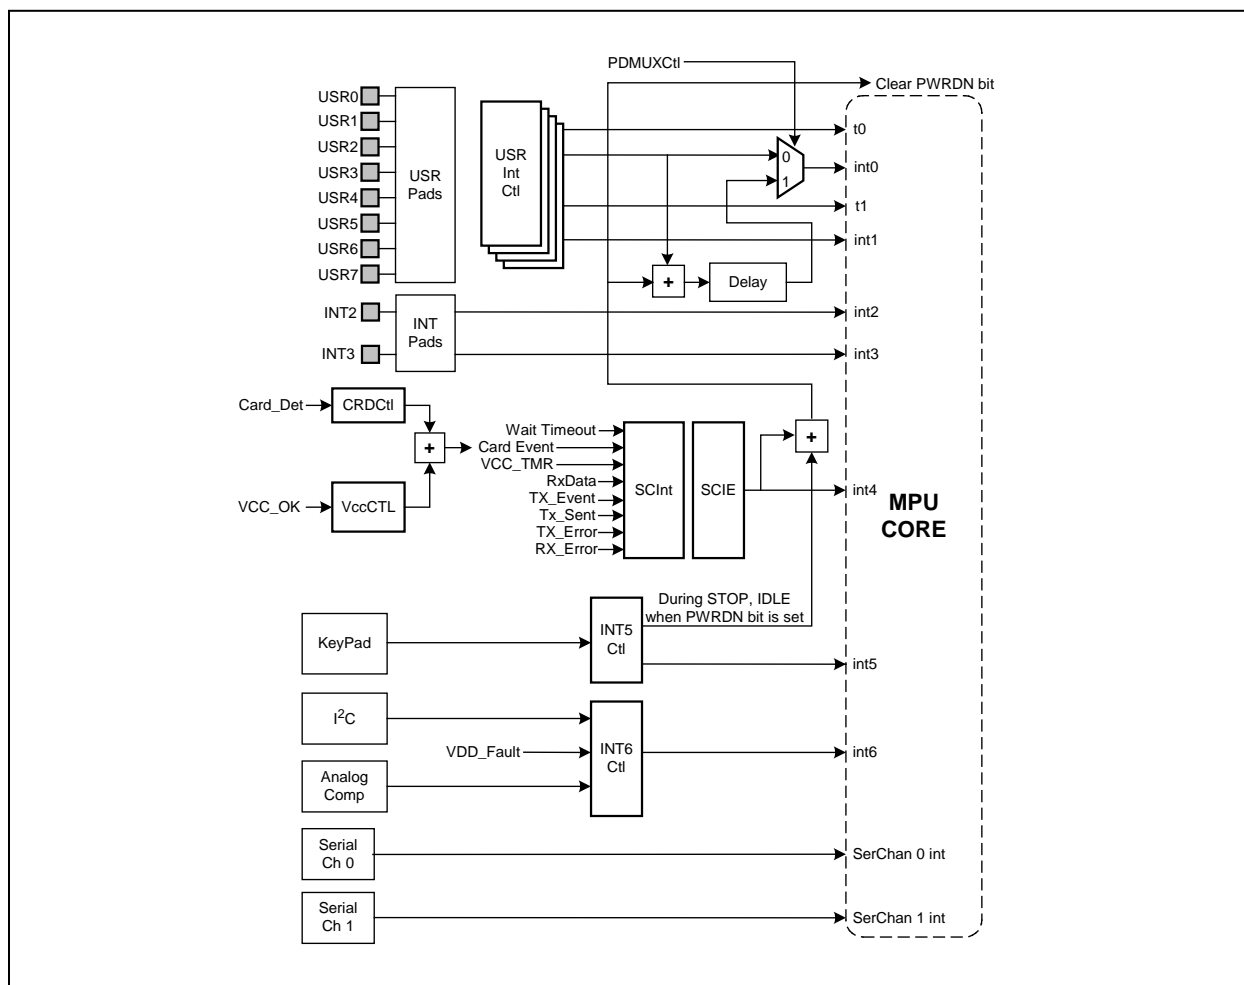 PDMUXCtl
Clear PWRDN bit
USR0
USR1
USR2
USR3
USR4
USR5
USR6
USR7
USR
Pads
USR
Int
Ctl
0
1
t0
int0
t1
int1
+
Delay
INT2
INT3
INT
Pads
int2
int3
Card_Det
CRDCtl
+
VCC_OK
VccCTL
Wait Timeout
Card Event
VCC_TMR
RxData
TX_Event
Tx_Sent
TX_Error
RX_Error
SCInt
SCIE
+
int4
MPU
CORE
During STOP, IDLE
when PWRDN bit is set
KeyPad
INT5
Ctl
int5
I²C
VDD_Fault
INT6
Ctl
int6
Analog
Comp
Serial
Ch 0
SerChan 0 int
Serial
Ch 1
SerChan 1 int